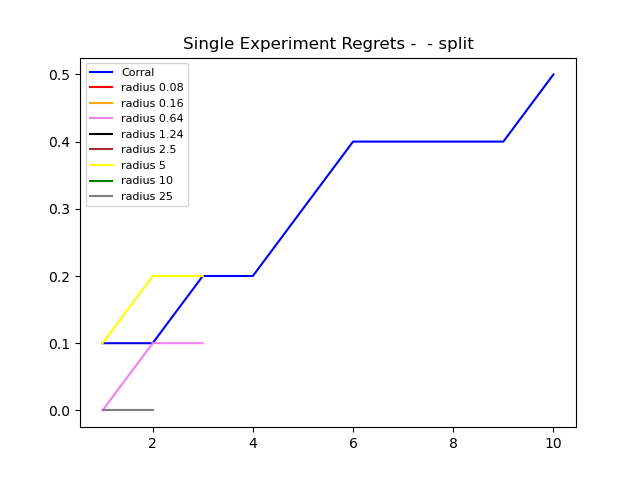 Single Experiment Regrets -  - split
Corral
radius 0.08
radius 0.16
radius 0.64
radius 1.24
radius 2.5
radius 5
radius 10
radius 25
0.5
0.4
0.3
0.2
0.1
0.0
2 4 6 8 10